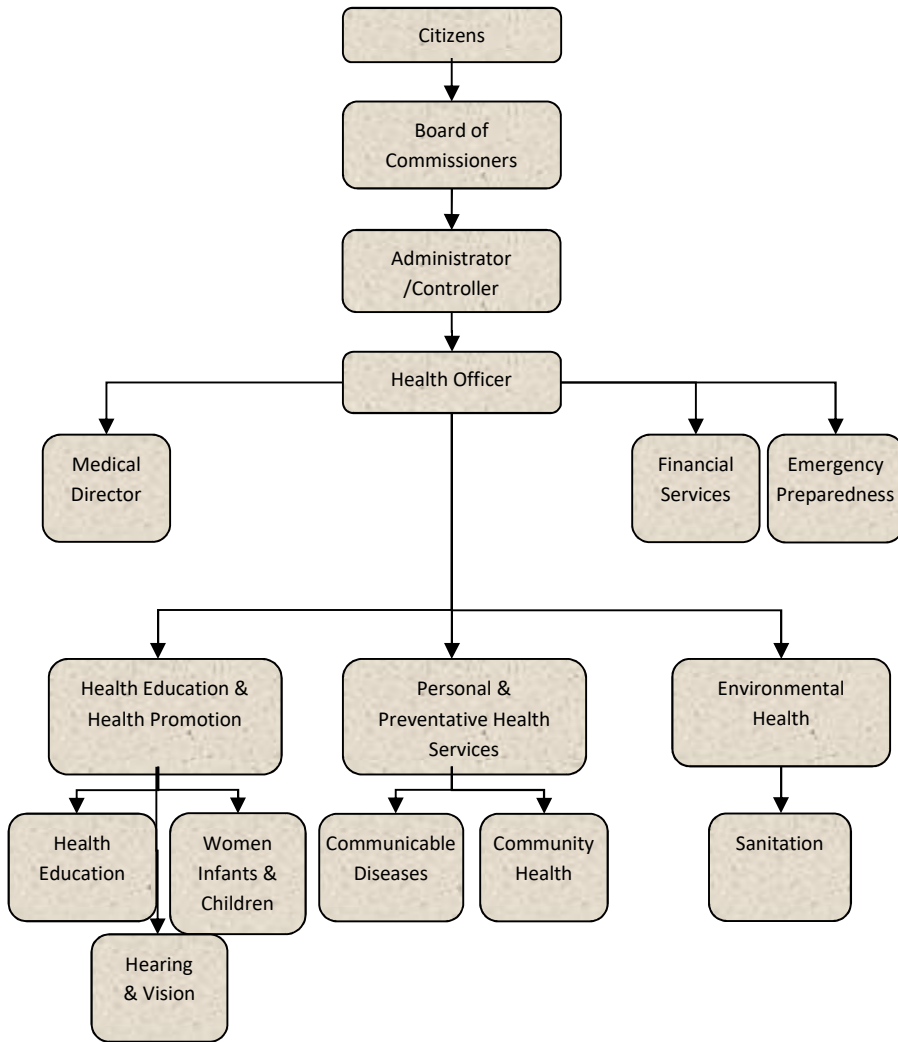 Citizens
Board of
Commissioners
Administrator
/Controller
Health Officer
Medical
Director
Financial
Services
Emergency
Preparedness
Health Education &
Health Promotion
Personal &
Preventative Health
Services
Environmental
Health
Health
Education
Women
Infants &
Children
Communicable
Diseases
Community
Health
Sanitation
Hearing
& Vision